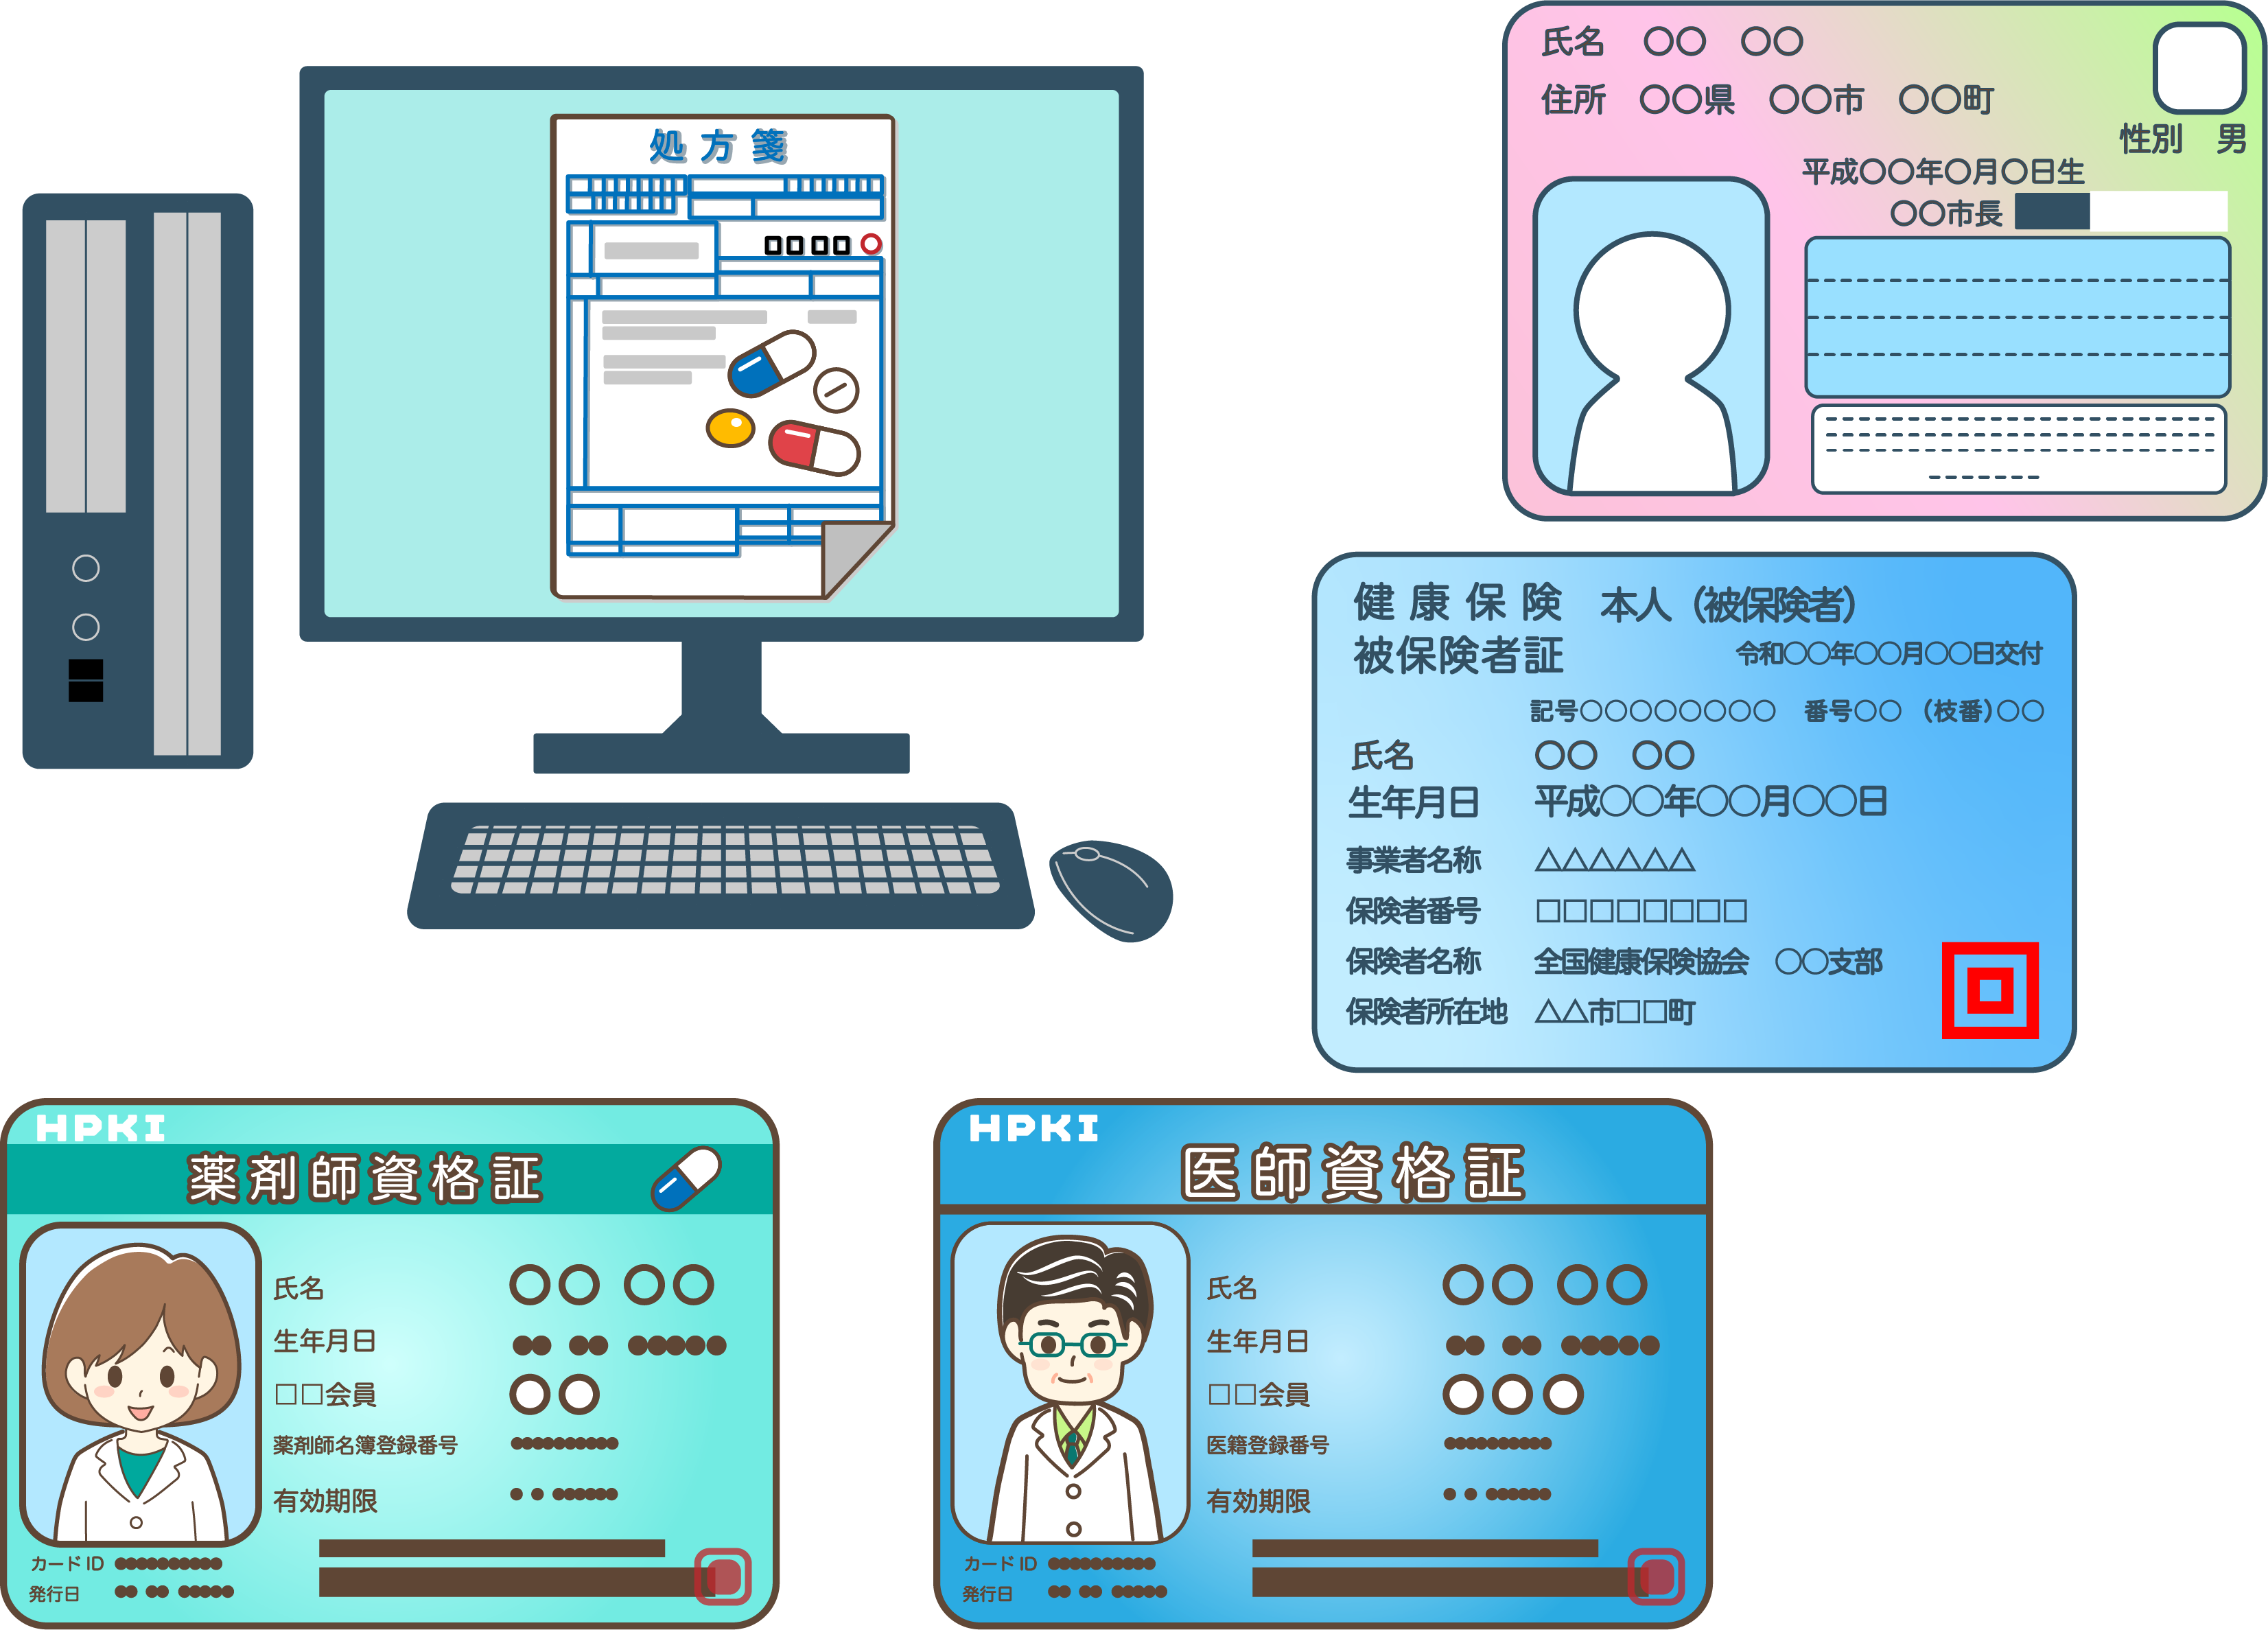 処方箋
□□□□ ○
氏名 ○○ ○○
住所 ○○県 ○○市 ○○町
性別 男
平成○○年○月○日生
○○市長
健康保険 本人(被保険者)
被保険者証
令和○○年○○月○○日交付
記号○○○○○○○○ 番号○○ (枝番)○○
氏名 ○○ ○○
生年月日 平成○○年○○月○○日
事業者名称 △△△△△△
保険者番号 □□□□□□□□
保険者名称 全国健康保険協会 ○○支部
保険者所在地 △△市□□町
HPKI
薬剤師資格証
氏名 ○○ ○○
生年月日 ●● ●● ●●●●●
□□会員 ○○
薬剤師名簿登録番号 ●●●●●●●●●●
有効期限 ● ● ●●●●●●
カードID ●●●●●●●●●●
発行日 ●● ●● ●●●●●
HPKI
医師資格証
氏名 ○○ ○○
生年月日 ●● ●● ●●●●●
□□会員 ○○○
医籍登録番号 ●●●●●●●●●●
有効期限 ● ● ●●●●●●
カードID ●●●●●●●●●●
発行日 ●● ●● ●●●●●